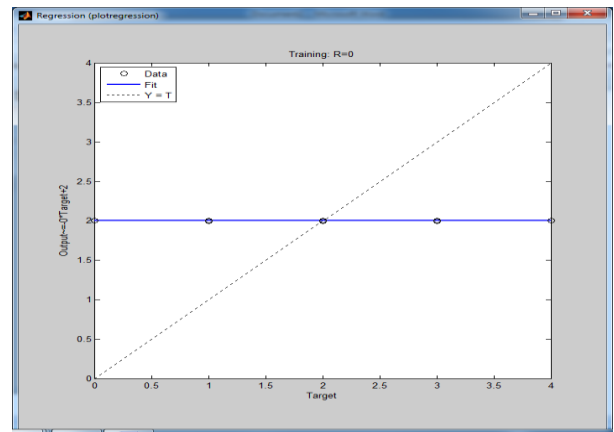 Regression (plotregression)
Training: R=0
Data
Fit
Y = T
Output~=-0*Target+2
4
3.5
3
2.5
2
1.5
1
0.5
0
0 0.5 1 1.5 2 2.5 3 3.5 4
Target